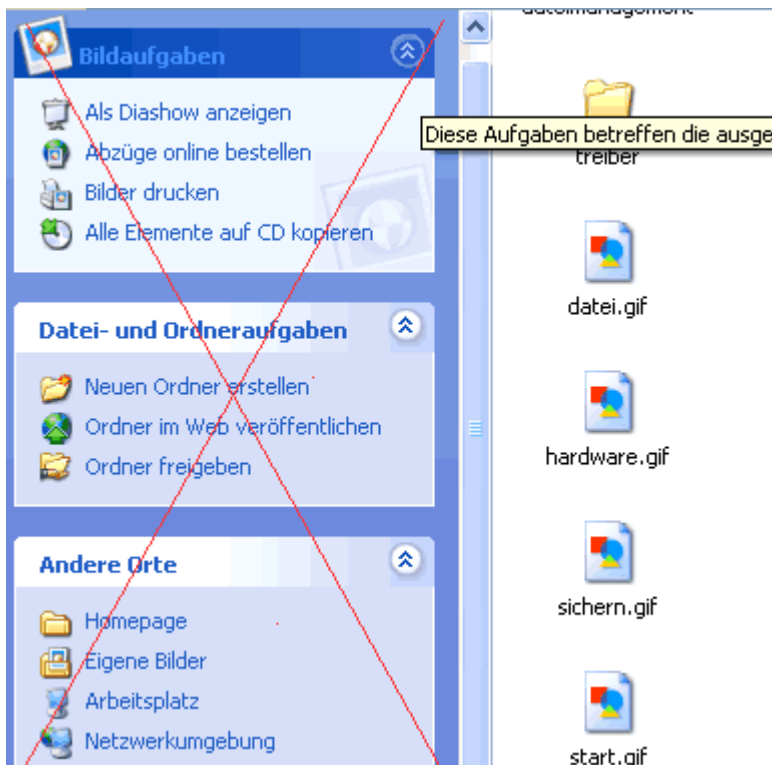 Bildaufgaben
Als Diashow anzeigen
Abzüge online bestellen
Bilder drucken
Alle Elemente auf CD kopieren
Datei- und Ordneraufgaben
Neuen Ordner erstellen
Ordner im Web veröffentlichen
Ordner freigeben
Andere Orte
Homepage
Eigene Bilder
Arbeitsplatz
Netzwerkumgebung
dateimanagement
Diese Aufgaben betreffen die ausge
treiber
datei.gif
hardware.gif
sichern.gif
start.gif